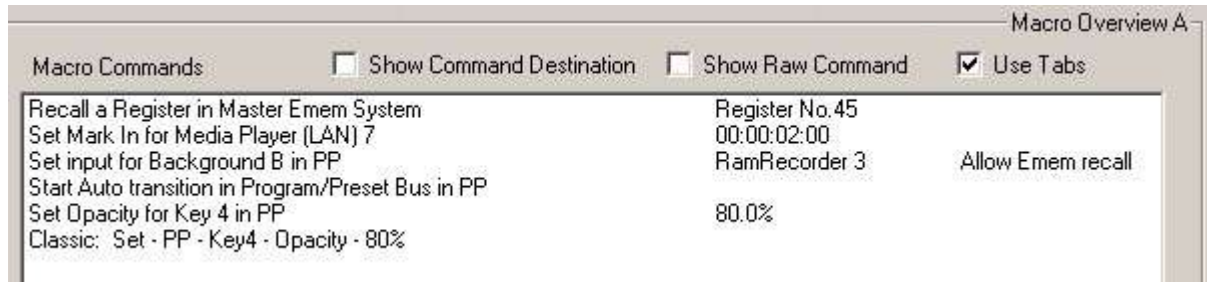 Macro Overview A
Macro Commands Show Command Destination Show Raw Command Use Tabs
Recall a Register in Master Emem System Register No.45
Set Mark In for Media Player (LAN) 7 00:00:02:00
Set input for Background B in PP RamRecorder 3 Allow Emem recall
Start Auto transition in Program/Preset Bus in PP
Set Opacity for Key 4 in PP 80.0%
Classic: Set - PP - Key4 - Opacity - 80%